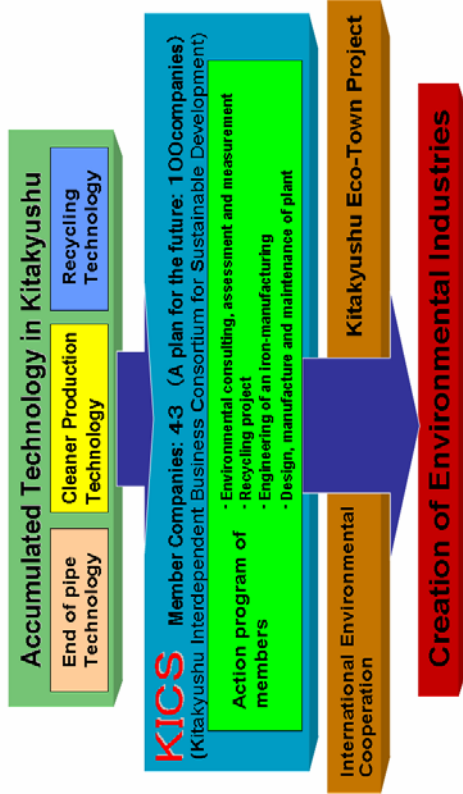 Accumulated Technology in Kitakyushu
End of pipe
Technology
Cleaner Production
Technology
Recycling
Technology
KICS Member Companies: 43 (A plan for the future: 100companies)
(Kitakyushu Interdependent Business Consortium for Sustainable Development)
Action program of
members
- Environmental consulting, assessment and measurement
- Recycling project
- Engineering of an iron-manufacturing
- Design, manufacture and maintenance of plant
International Environmental
Cooperation
Kitakyushu Eco-Town Project
Creation of Environmental Industries